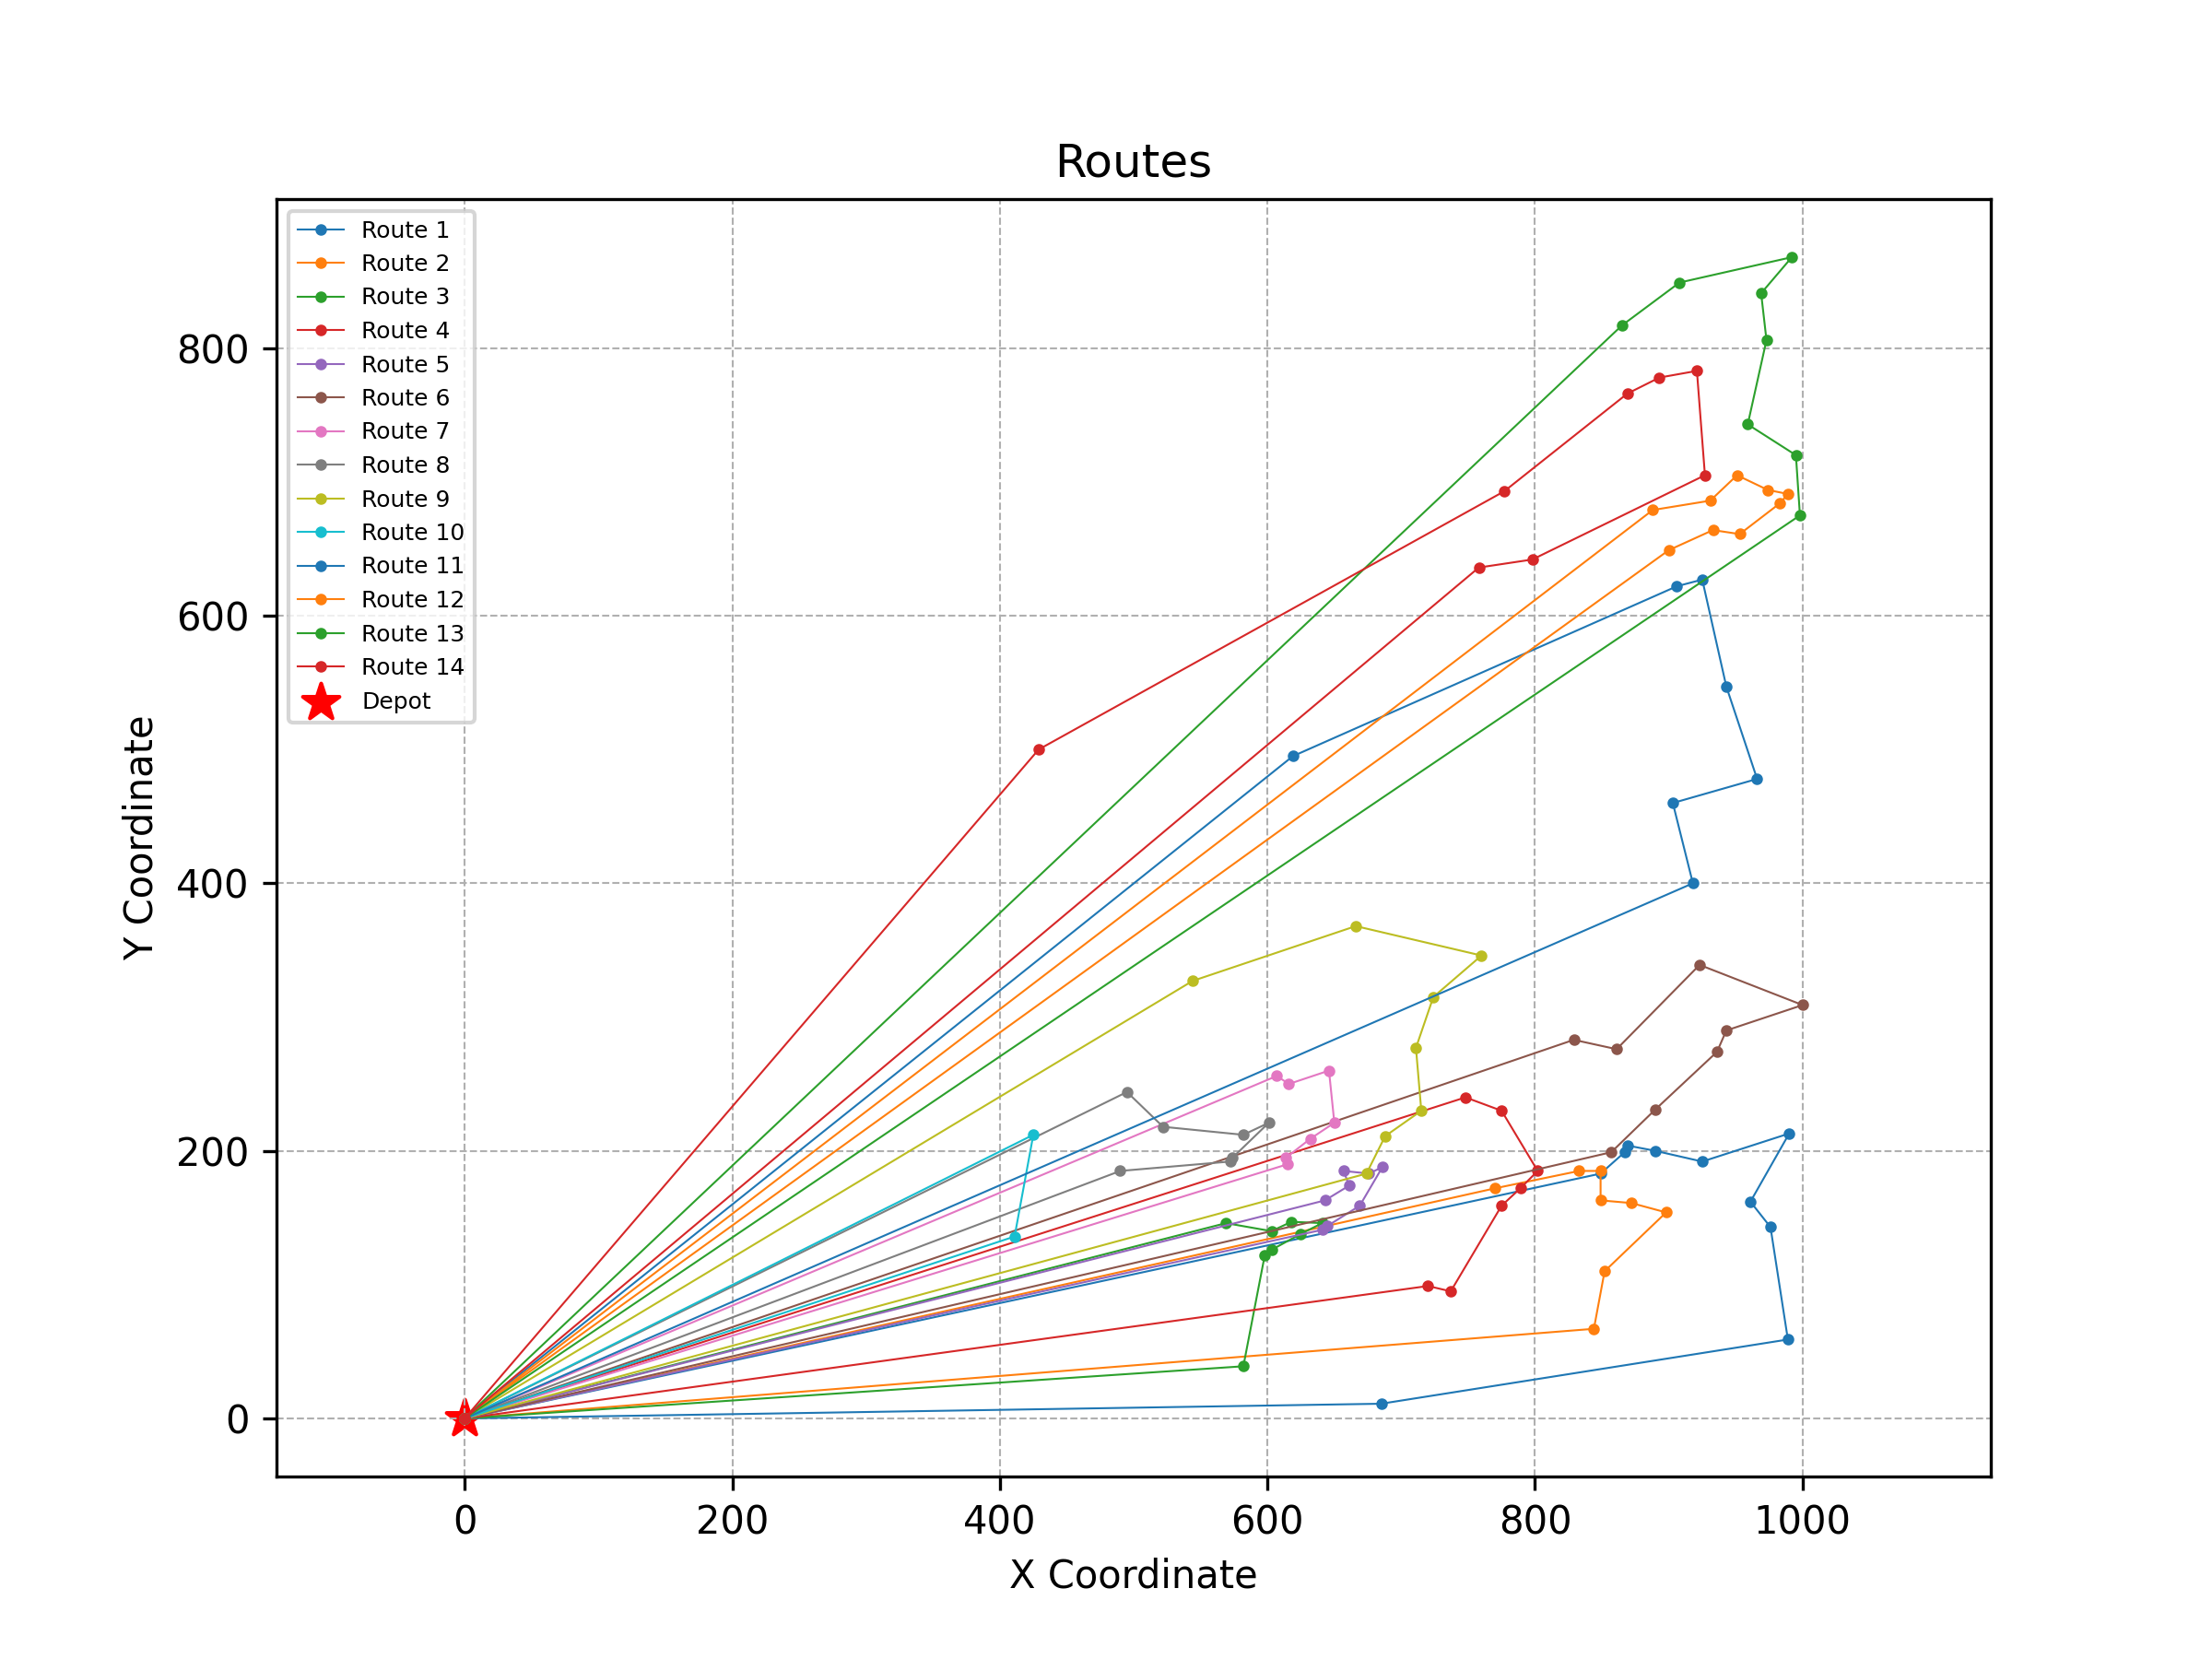 Routes
Route 1
Route 2
Route 3
Route 4
Route 5
Route 6
Route 7
Route 8
Route 9
Route 10
Route 11
Route 12
Route 13
Route 14
Depot
Y Coordinate
800
600
400
200
0
0 200 400 600 800 1000
X Coordinate